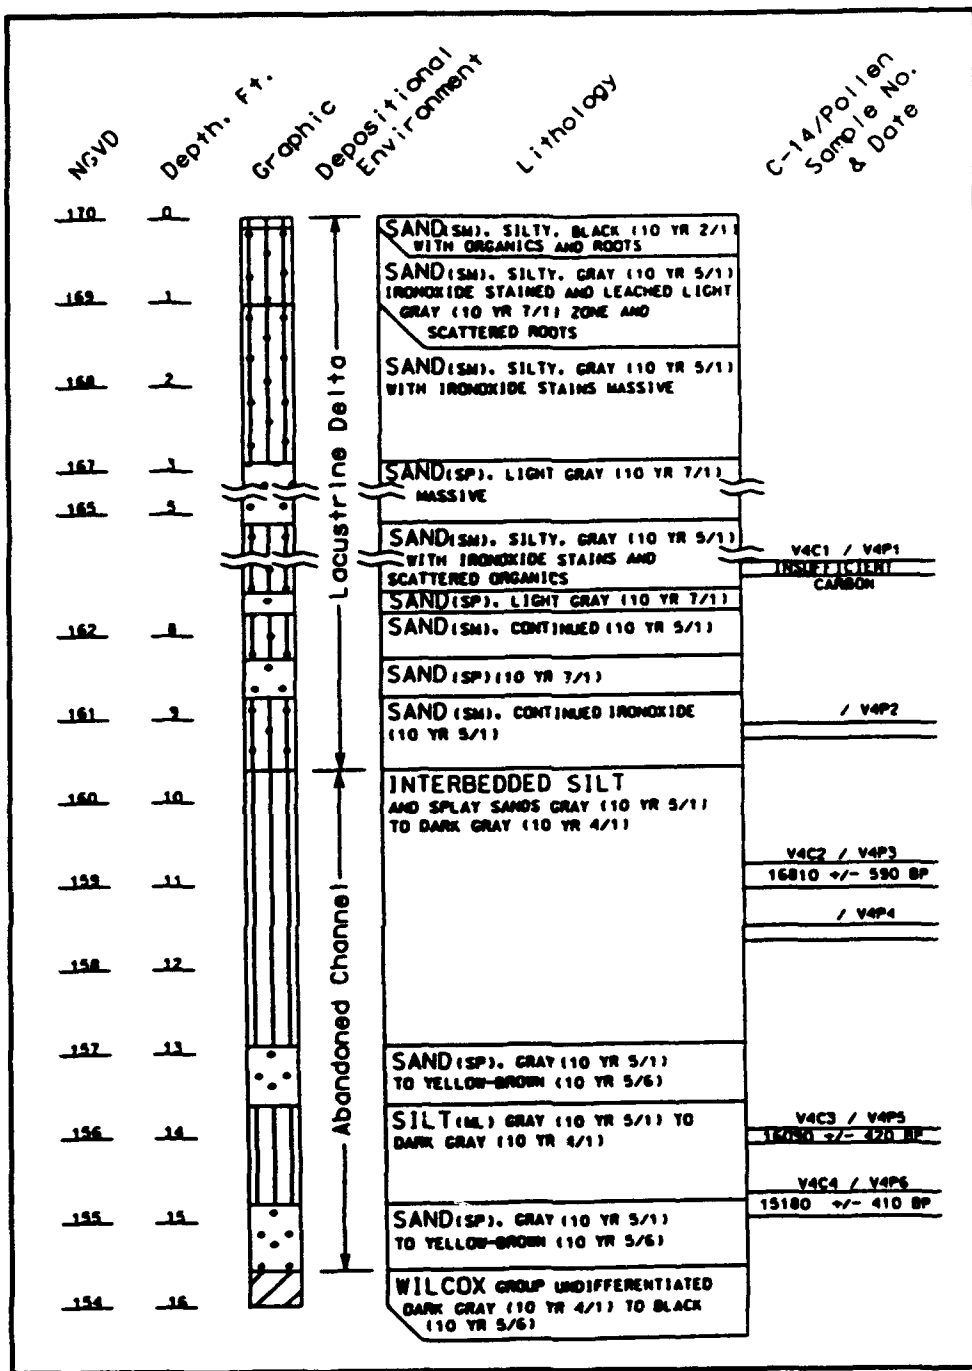 NGVD
Depth. Ft.
Graphic
Depositional
Environment
Lithology
C-14/Pollen
Sample No.
& Date
170 0
169 1
168 2
167 3
165 5
162 8
161 9
160 10
159 11
158 12
157 13
156 14
155 15
154 16
Lacustrine Delta
Abandoned Channel
SAND(SM). SILTY. BLACK (10 YR 2/1)
WITH ORGANICS AND ROOTS
SAND(SM). SILTY. GRAY (10 YR 5/1)
IRONOXIDE STAINED AND LEACHED LIGHT
GRAY (10 YR 7/1) ZONE AND
SCATTERED ROOTS
SAND(SM). SILTY. GRAY (10 YR 5/1)
WITH IRONOXIDE STAINS MASSIVE
SAND(SP). LIGHT GRAY (10 YR 7/1)
MASSIVE
SAND(SM). SILTY. GRAY (10 YR 5/1)
WITH IRONOXIDE STAINS AND
SCATTERED ORGANICS
SAND(SP). LIGHT GRAY (10 YR 7/1)
SAND(SM). CONTINUED (10 YR 5/1)
SAND(SP)(10 YR 7/1)
SAND(SM). CONTINUED IRONOXIDE
(10 YR 5/1)
INTERBEDDED SILT
AND SPLAY SANDS GRAY (10 YR 5/1)
TO DARK GRAY (10 YR 4/1)
SAND(SP). GRAY (10 YR 5/1)
TO YELLOW-BROWN (10 YR 5/6)
SILT(ML) GRAY (10 YR 5/1) TO
DARK GRAY (10 YR 4/1)
SAND(SP). GRAY (10 YR 5/1)
TO YELLOW-BROWN (10 YR 5/6)
WILCOX GROUP UNDIFFERENTIATED
DARK GRAY (10 YR 4/1) TO BLACK
(10 YR 5/6)
V4C1 / V4P1
INSUFFICIENT
CARBON
/ V4P2
V4C2 / V4P3
16810 +/- 590 BP
/ V4P4
V4C3 / V4P5
+/- 420 BP
V4C4 / V4P6
15180 +/- 410 BP